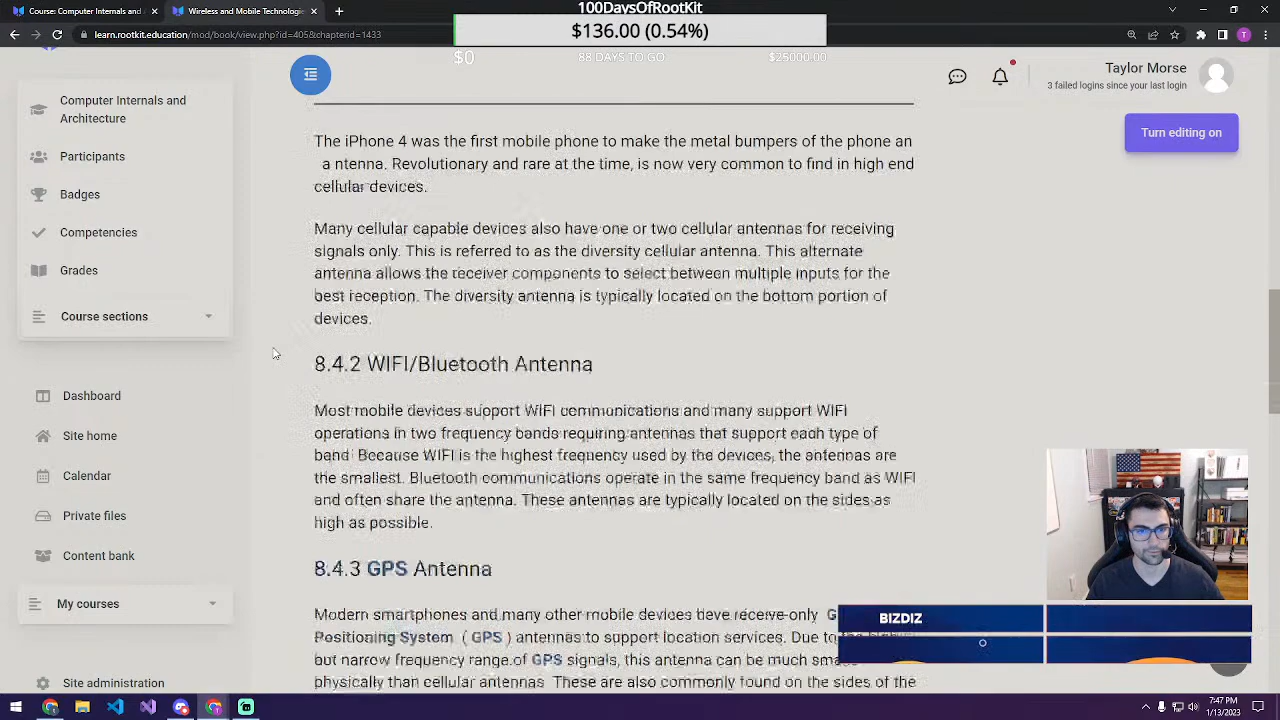 100DaysOfRootKit
Course: Computer Internals and A
Wireless and Mobile Technology
learn.rootkit.education/mod/book/view.php?id=405&chapterid=1433
$136.00 (0.54%)
$0
88 DAYS TO GO
$25000.00
Taylor Morse
3 failed logins since your last login
Turn editing on
Computer Internals and
Architecture
Participants
Badges
Competencies
Grades
Course sections
Dashboard
Site home
Calendar
Private files
Content bank
My courses
Site administration
The iPhone 4 was the first mobile phone to make the metal bumpers of the phone an
a ntenna. Revolutionary and rare at the time, is now very common to find in high end
cellular devices.
Many cellular capable devices also have one or two cellular antennas for receiving
signals only. This is referred to as the diversity cellular antenna. This alternate
antenna allows the receiver components to select between multiple inputs for the
best reception. The diversity antenna is typically located on the bottom portion of
devices.
8.4.2 WIFI/Bluetooth Antenna
Most mobile devices support WIFI communications and many support WIFI
operations in two frequency bands requiring antennas that support each type of
band. Because WIFI is the highest frequency used by the devices, the antennas are
the smallest. Bluetooth communications operate in the same frequency band as WIFI
and often share the antenna. These antennas are typically located on the sides as
high as possible.
8.4.3 GPS Antenna
Modern smartphones and many other mobile devices have receive-only G
Positioning System ( GPS ) antennas to support location services. Due to the
but narrow frequency range of GPS signals, this antenna can be much
physically than cellular antennas. These are also commonly found on the sides of the
BIZDIZ
7:47 PM
1/13/2023